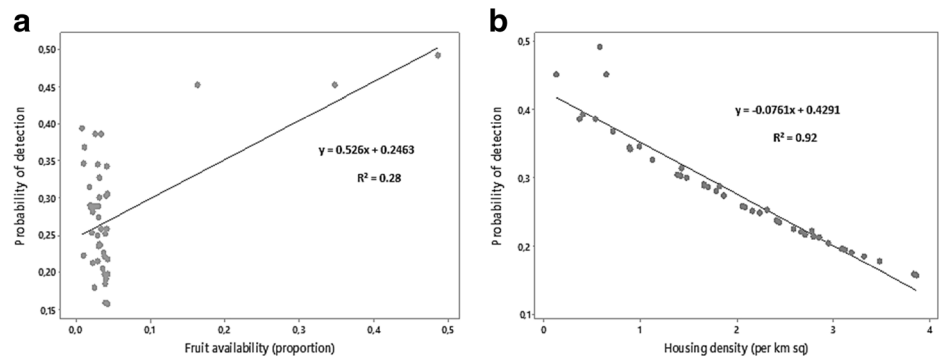 a
Probability of detection
0,50
0,45
0,40
0,35
0,30
0,25
0,20
0,15
y = 0.526x + 0.2463
R² = 0.28
0,0 0,1 0,2 0,3 0,4 0,5
Fruit availability (proportion)
b
Probability of detection
0,5
0,4
0,3
0,2
0,1
y = -0.0761x + 0.4291
R² = 0.92
0 1 2 3 4
Housing density (per km sq)